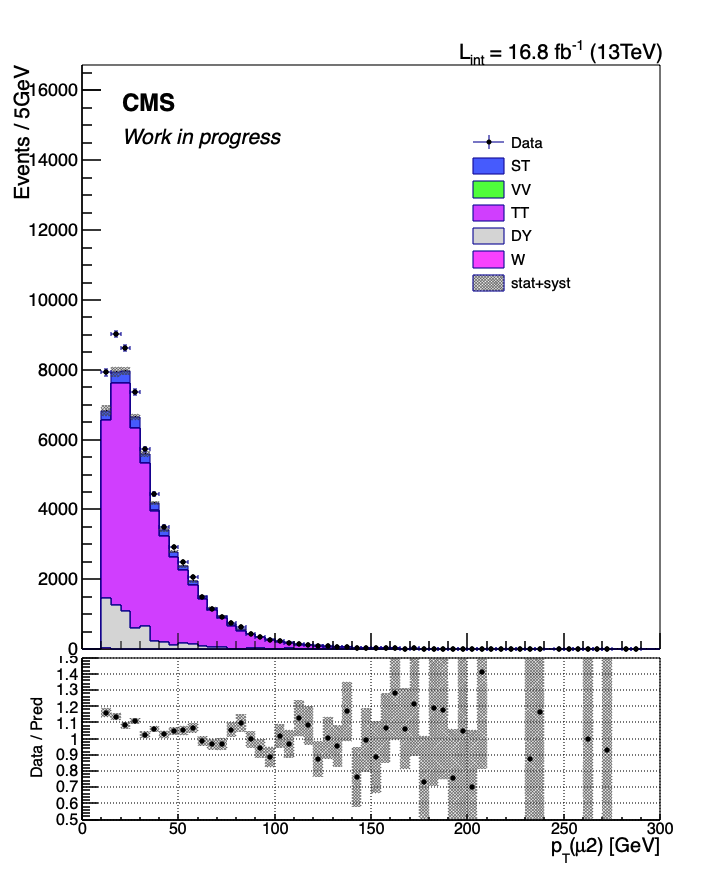 L_int = 16.8 fb⁻¹ (13TeV)
Events / 5GeV
CMS
Work in progress
16000
14000
12000
10000
8000
6000
4000
2000
0
Data
ST
VV
TT
DY
W
stat+syst
Data / Pred
1.5
1.4
1.3
1.2
1.1
1
0.9
0.8
0.7
0.6
0.5
0 50 100 150 200 250 300
p_T(μ2) [GeV]